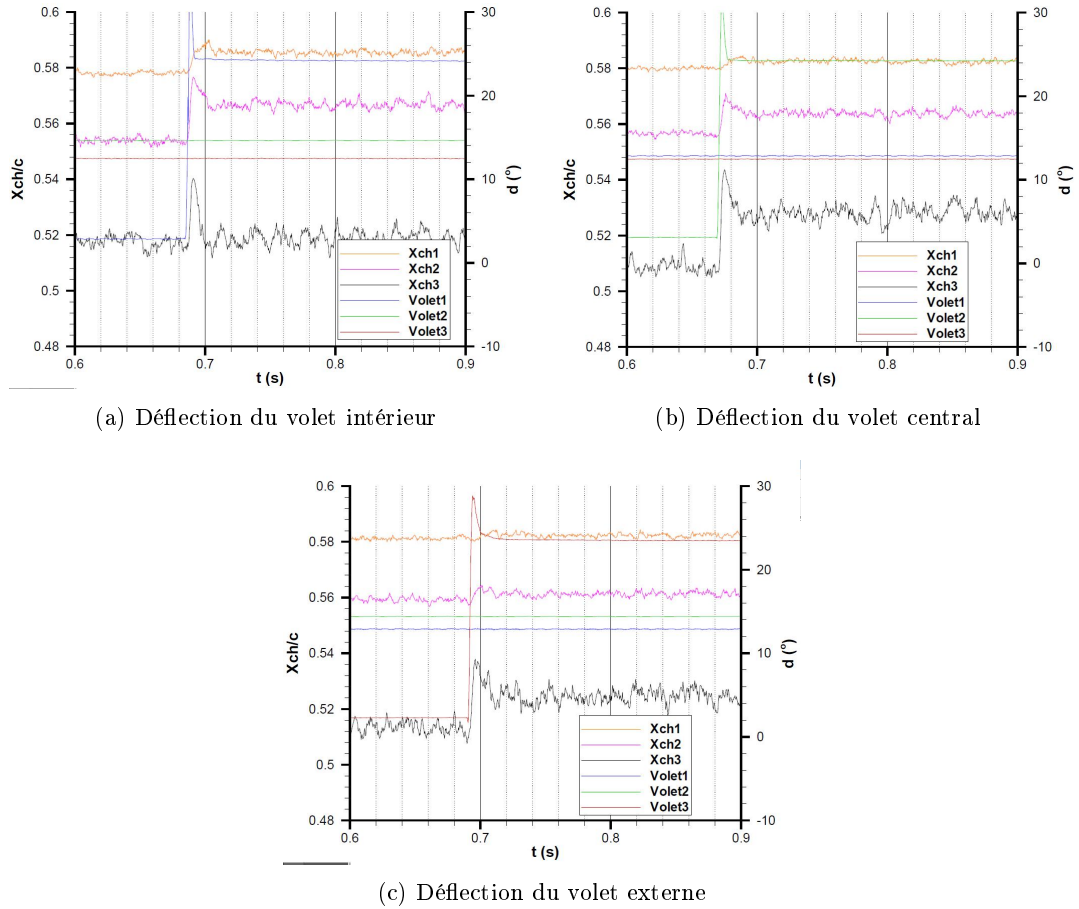 0.6
0.58
0.56
0.54
0.52
0.5
0.48
Xch/c
30
20
10
0
-10
d (°)
0.6 0.7 0.8 0.9
t (s)
Xch1
Xch2
Xch3
Volet1
Volet2
Volet3
(a) Déflection du volet intérieur
0.6
0.58
0.56
0.54
0.52
0.5
0.48
Xch/c
30
20
10
0
-10
d (°)
0.6 0.7 0.8 0.9
t (s)
Xch1
Xch2
Xch3
Volet1
Volet2
Volet3
(b) Déflection du volet central
0.6
0.58
0.56
0.54
0.52
0.5
0.48
Xch/c
30
20
10
0
-10
d (°)
0.6 0.7 0.8 0.9
t (s)
Xch1
Xch2
Xch3
Volet1
Volet2
Volet3
(c) Déflection du volet externe